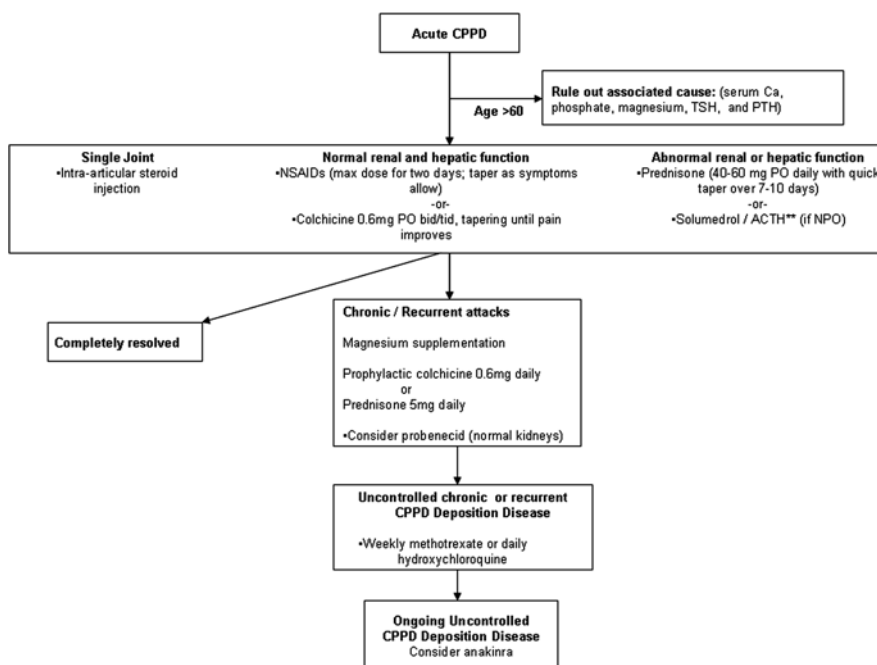 Acute CPPD
Age >60
Rule out associated cause: (serum Ca,
phosphate, magnesium, TSH, and PTH)
Single Joint
•Intra-articular steroid
injection
Normal renal and hepatic function
•NSAIDs (max dose for two days; taper as symptoms
allow)
-or-
•Colchicine 0.6mg PO bid/tid, tapering until pain
improves
Abnormal renal or hepatic function
•Prednisone (40-60 mg PO daily with quick
taper over 7-10 days)
-or-
•Solumedrol / ACTH** (if NPO)
Completely resolved
Chronic / Recurrent attacks
Magnesium supplementation
Prophylactic colchicine 0.6mg daily
or
Prednisone 5mg daily
•Consider probenecid (normal kidneys)
Uncontrolled chronic or recurrent
CPPD Deposition Disease
•Weekly methotrexate or daily
hydroxychloroquine
Ongoing Uncontrolled
CPPD Deposition Disease
Consider anakinra